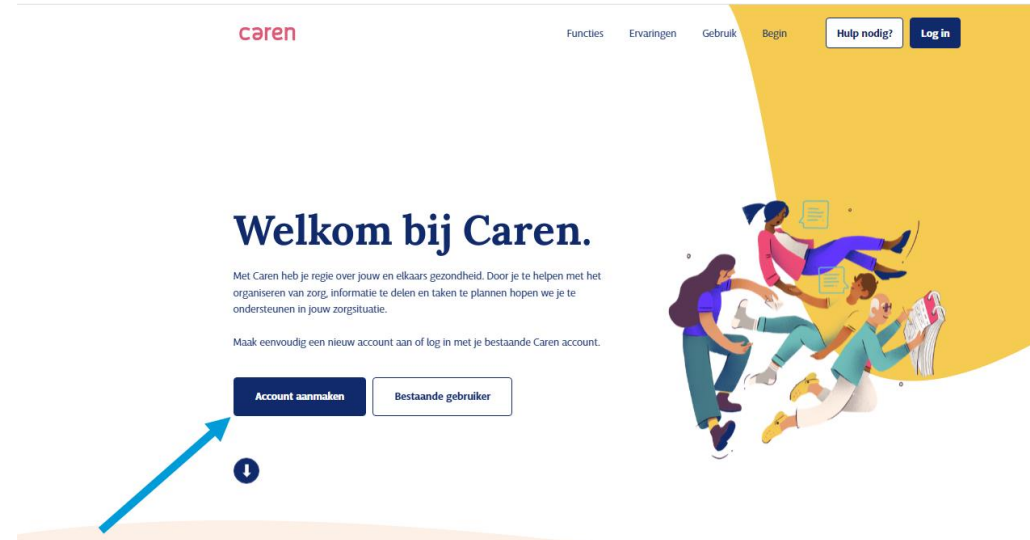 caren
Functies
Ervaringen
Gebruik
Begin
Hulp nodig?
Log in
Welkom bij Caren.
Met Caren heb je regie over jouw en elkaars gezondheid. Door je te helpen met het
organiseren van zorg, informatie te delen en taken te plannen hopen we je te
ondersteunen in jouw zorgsituatie.
Maak eenvoudig een nieuw account aan of log in met je bestaande Caren account.
Account aanmaken
Bestaande gebruiker